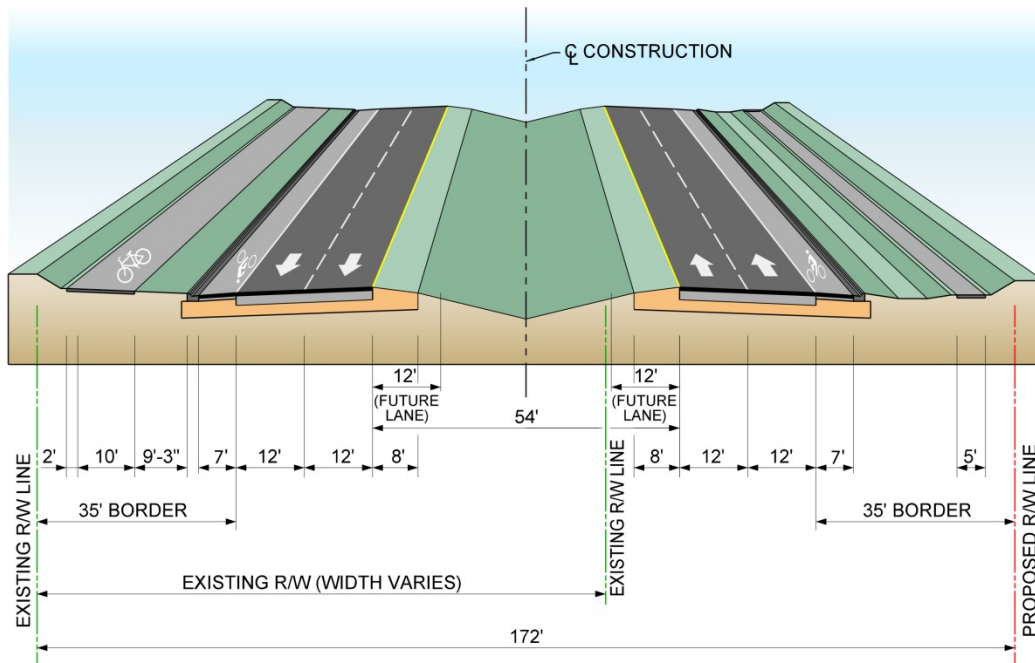 ℄ CONSTRUCTION
12'
(FUTURE
LANE)
12'
(FUTURE
LANE)
54'
2'
10'
9'-3"
7'
12'
12'
8'
8'
12'
12'
7'
5'
35' BORDER
35' BORDER
EXISTING R/W LINE
EXISTING R/W LINE
PROPOSED R/W LINE
EXISTING R/W (WIDTH VARIES)
172'